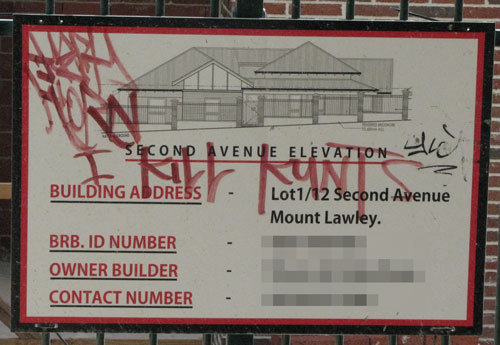 SECOND AVENUE ELEVATION
I KILL KUNTS
BUILDING ADDRESS - Lot1/12 Second Avenue
Mount Lawley.
BRB. ID NUMBER -
OWNER BUILDER -
CONTACT NUMBER -